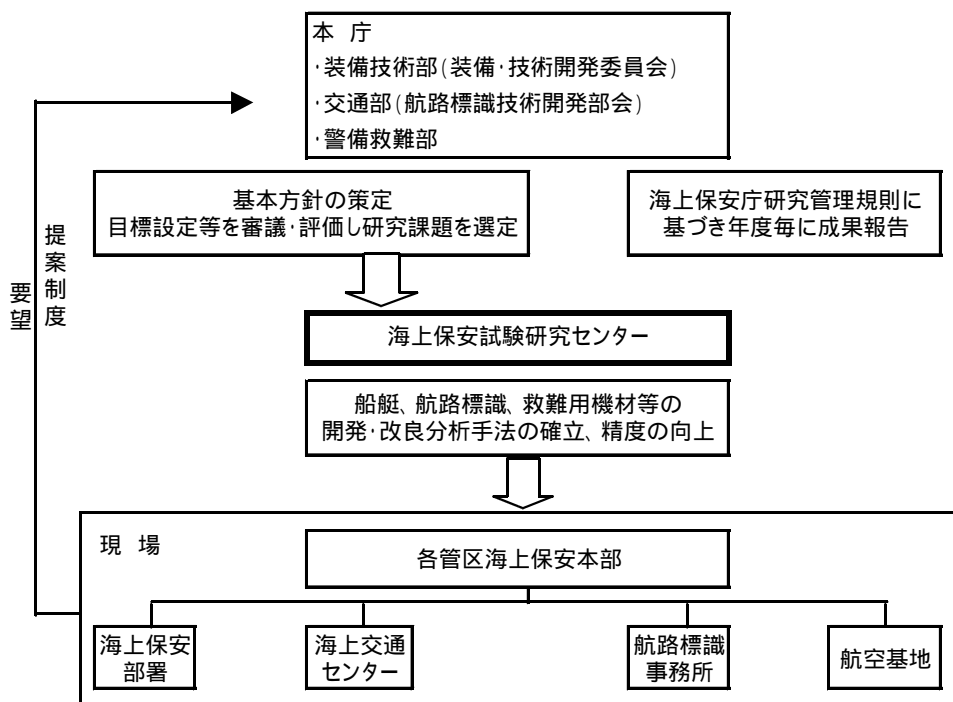 本 庁
・装備技術部(装備・技術開発委員会)
・交通部(航路標識技術開発部会)
・警備救難部
基本方針の策定
目標設定等を審議・評価し研究課題を選定
海上保安庁研究管理規則に
基づき年度毎に成果報告
提案制度
要望
海上保安試験研究センター
船艇、航路標識、救難用機材等の
開発・改良分析手法の確立、精度の向上
現 場
各管区海上保安本部
海上保安
部署
海上交通
センター
航路標識
事務所
航空基地